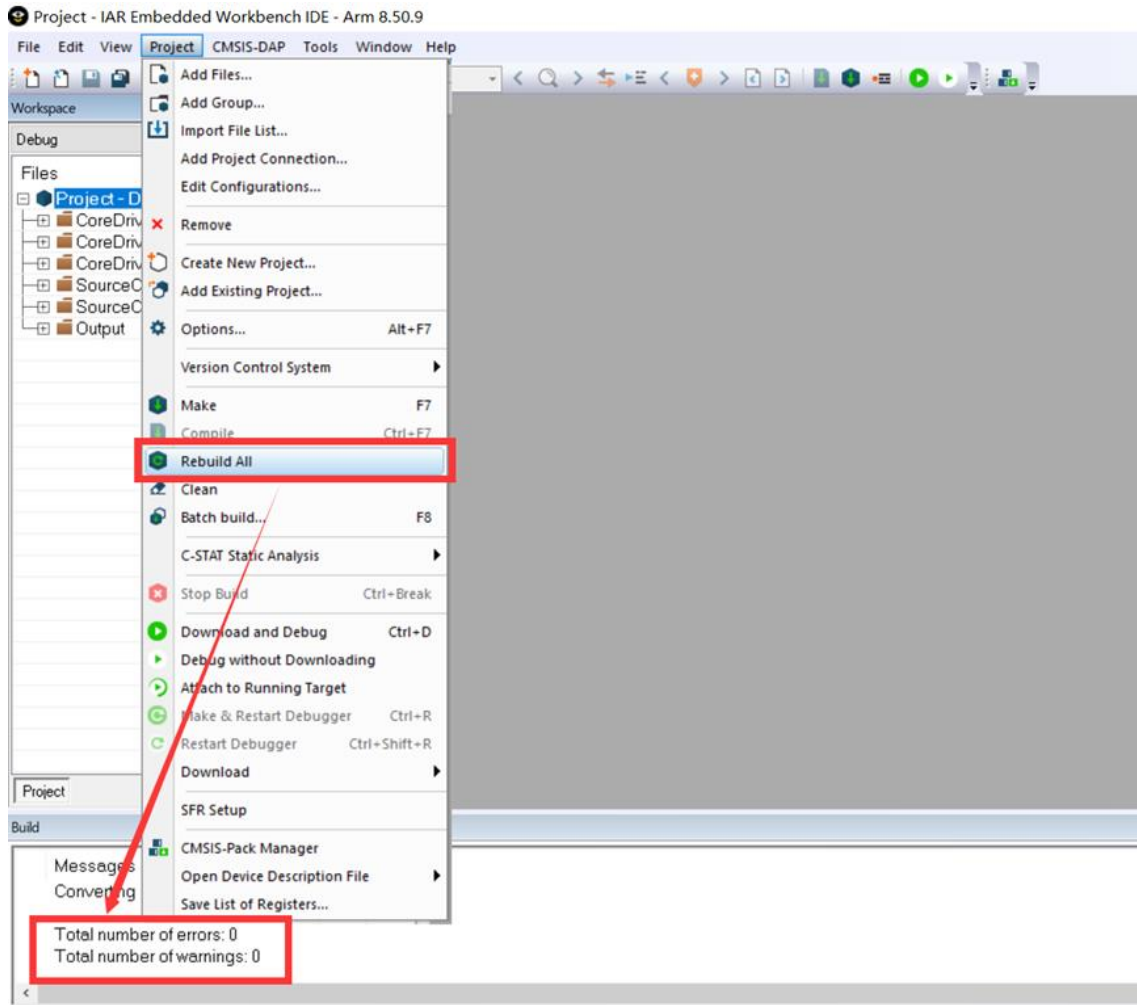 Project - IAR Embedded Workbench IDE - Arm 8.50.9
File Edit View Project CMSIS-DAP Tools Window Help
Workspace
Debug
Files
Project - D
CoreDriv
CoreDriv
CoreDriv
SourceC
SourceC
Output
Project
Add Files...
Add Group...
Import File List...
Add Project Connection...
Edit Configurations...
Remove
Create New Project...
Add Existing Project...
Options... Alt+F7
Version Control System
Make F7
Compile Ctrl+F7
Rebuild All
Clean
Batch build... F8
C-STAT Static Analysis
Stop Build Ctrl+Break
Download and Debug Ctrl+D
Debug without Downloading
Attach to Running Target
Make & Restart Debugger Ctrl+R
Restart Debugger Ctrl+Shift+R
Download
SFR Setup
CMSIS-Pack Manager
Open Device Description File
Save List of Registers...
Build
Messages
Converting
Total number of errors: 0
Total number of warnings: 0